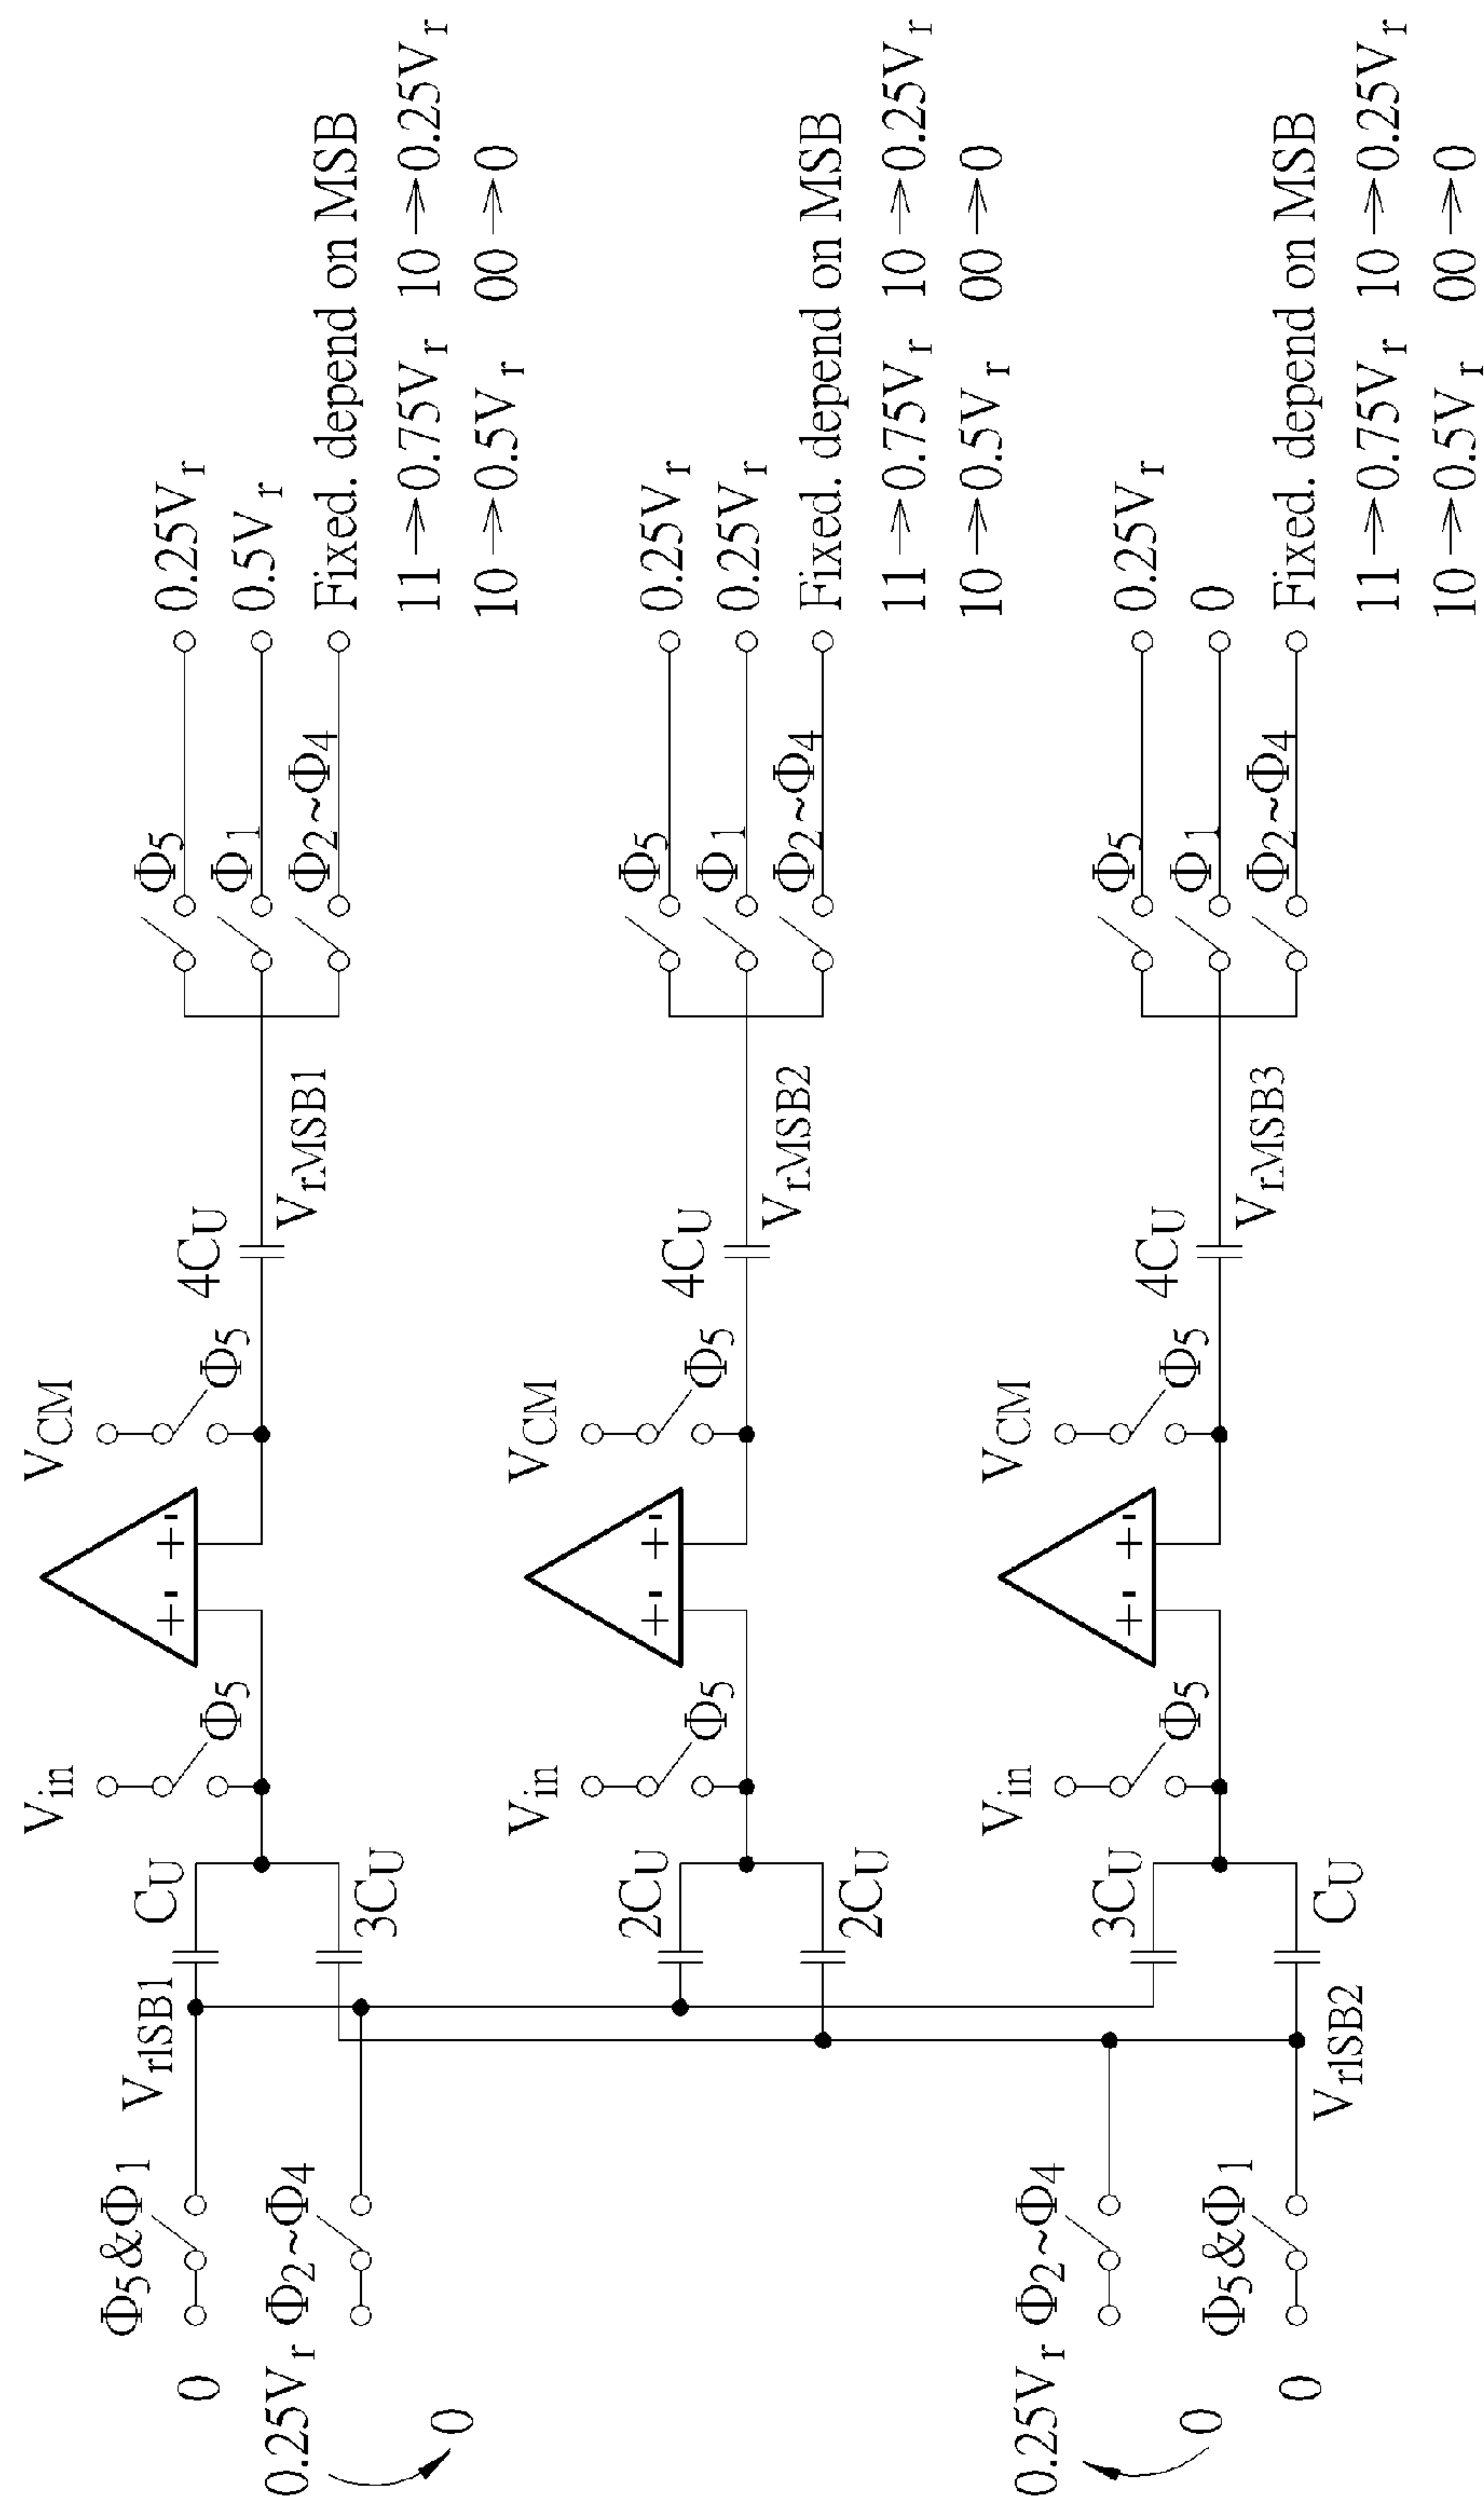 Φ5&Φ1
0
0.25Vr
Φ2~Φ4
0
VrlSB1
CU
3CU
Vin
Φ5
+-
+-
VCM
Φ5
4CU
VrMSB1
Φ5
0.25Vr
Φ1
0.5Vr
Φ2~Φ4
Fixed. depend on MSB
11→0.75Vr 10→0.25Vr
10→0.5Vr 00→0
2CU
2CU
Vin
Φ5
+-
+-
VCM
Φ5
4CU
VrMSB2
Φ5
0.25Vr
Φ1
0.25Vr
Φ2~Φ4
Fixed. depend on MSB
11→0.75Vr 10→0.25Vr
10→0.5Vr 00→0
0.25Vr
Φ2~Φ4
0
Φ5&Φ1
0
VrlSB2
3CU
CU
Vin
Φ5
+-
+-
VCM
Φ5
4CU
VrMSB3
Φ5
0.25Vr
Φ1
0
Φ2~Φ4
Fixed. depend on MSB
11→0.75Vr 10→0.25Vr
10→0.5Vr 00→0